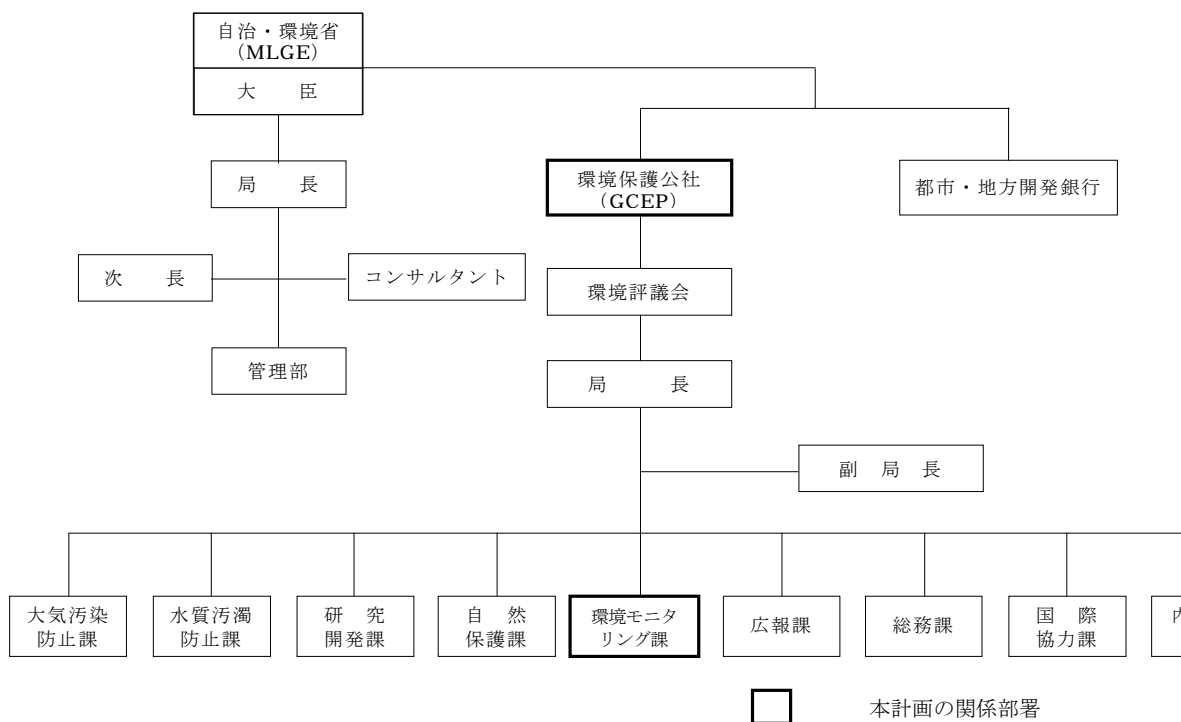 自治・環境省
(MLGE)
大　臣
局　長
環境保護公社
(GCEP)
都市・地方開発銀行
次　長
コンサルタント
環境評議会
管理部
局　長
副　局　長
大気汚染
防止課
水質汚濁
防止課
研　究
開発課
自　然
保護課
環境モニタ
リング課
広報課
総務課
国　際
協力課
本計画の関係部署